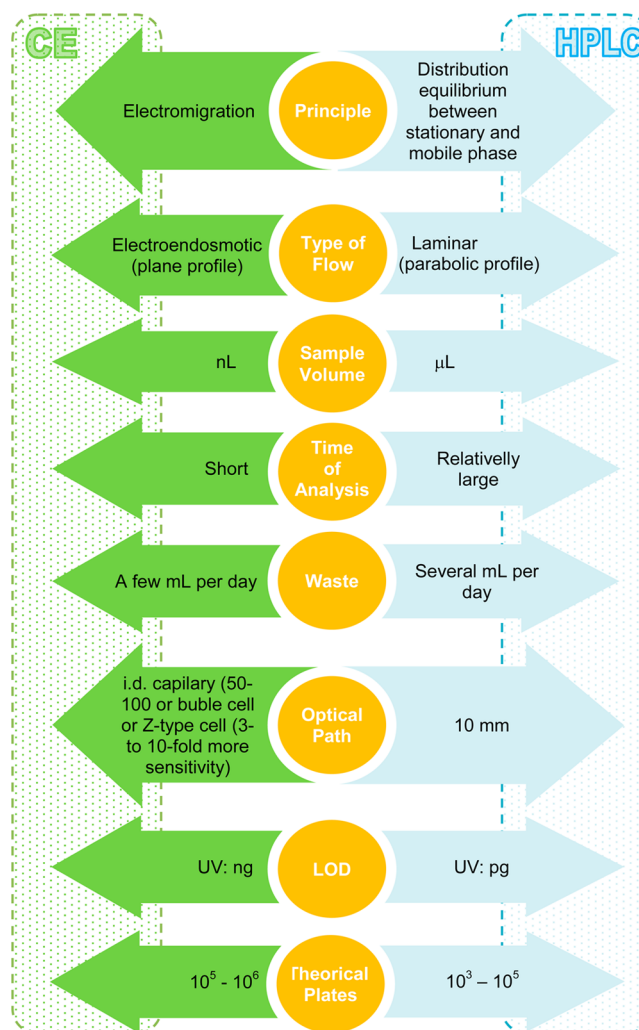 CE
HPLC
Electromigration
Principle
Distribution
equilibrium
between
stationary and
mobile phase
Electroendosmotic
(plane profile)
Type of
Flow
Laminar
(parabolic profile)
nL
Sample
Volume
μL
Short
Time
of
Analysis
Relativelly
large
A few mL per day
Waste
Several mL per
day
i.d. capilary (50-
100 or buble cell
or Z-type cell (3-
to 10-fold more
sensitivity)
Optical
Path
10 mm
UV: ng
LOD
UV: pg
10⁵ - 10⁶
Theorical
Plates
10³ – 10⁵